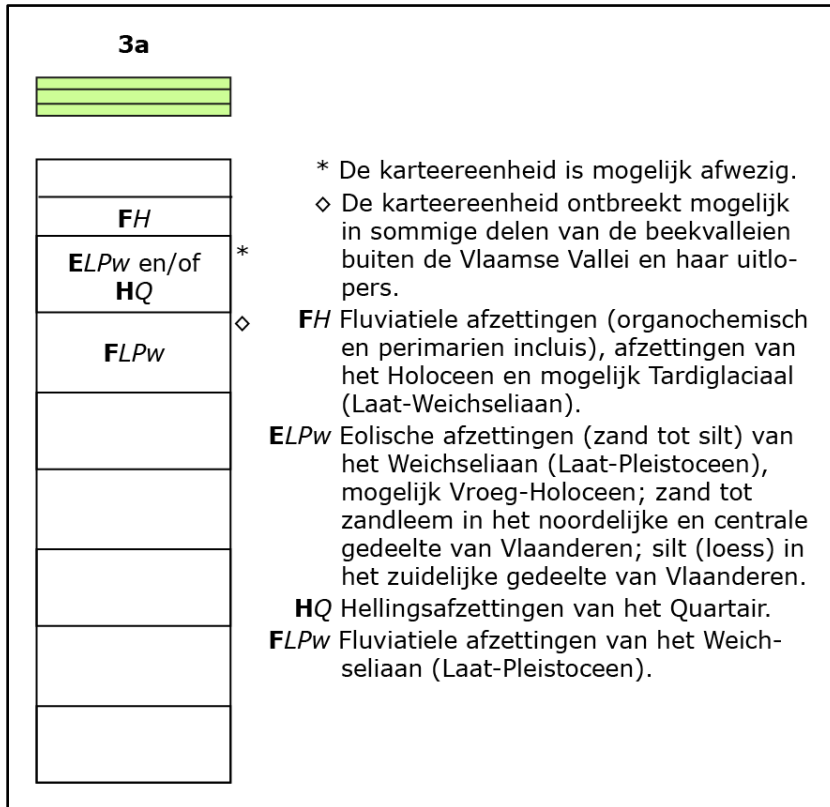 3a
FH
ELPw en/of
HQ
*
FLPw
◇
* De karteereenheid is mogelijk afwezig.
◇ De karteereenheid ontbreekt mogelijk
in sommige delen van de beekvalleien
buiten de Vlaamse Vallei en haar uitlo-
pers.
FH Fluviatiele afzettingen (organochemisch
en perimarien incluis), afzettingen van
het Holoceen en mogelijk Tardiglaciaal
(Laat-Weichseliaan).
ELPw Eolische afzettingen (zand tot silt) van
het Weichseliaan (Laat-Pleistoceen),
mogelijk Vroeg-Holoceen; zand tot
zandleem in het noordelijke en centrale
gedeelte van Vlaanderen; silt (loess) in
het zuidelijke gedeelte van Vlaanderen.
HQ Hellingsafzettingen van het Quartair.
FLPw Fluviatiele afzettingen van het Weich-
seliaan (Laat-Pleistoceen).